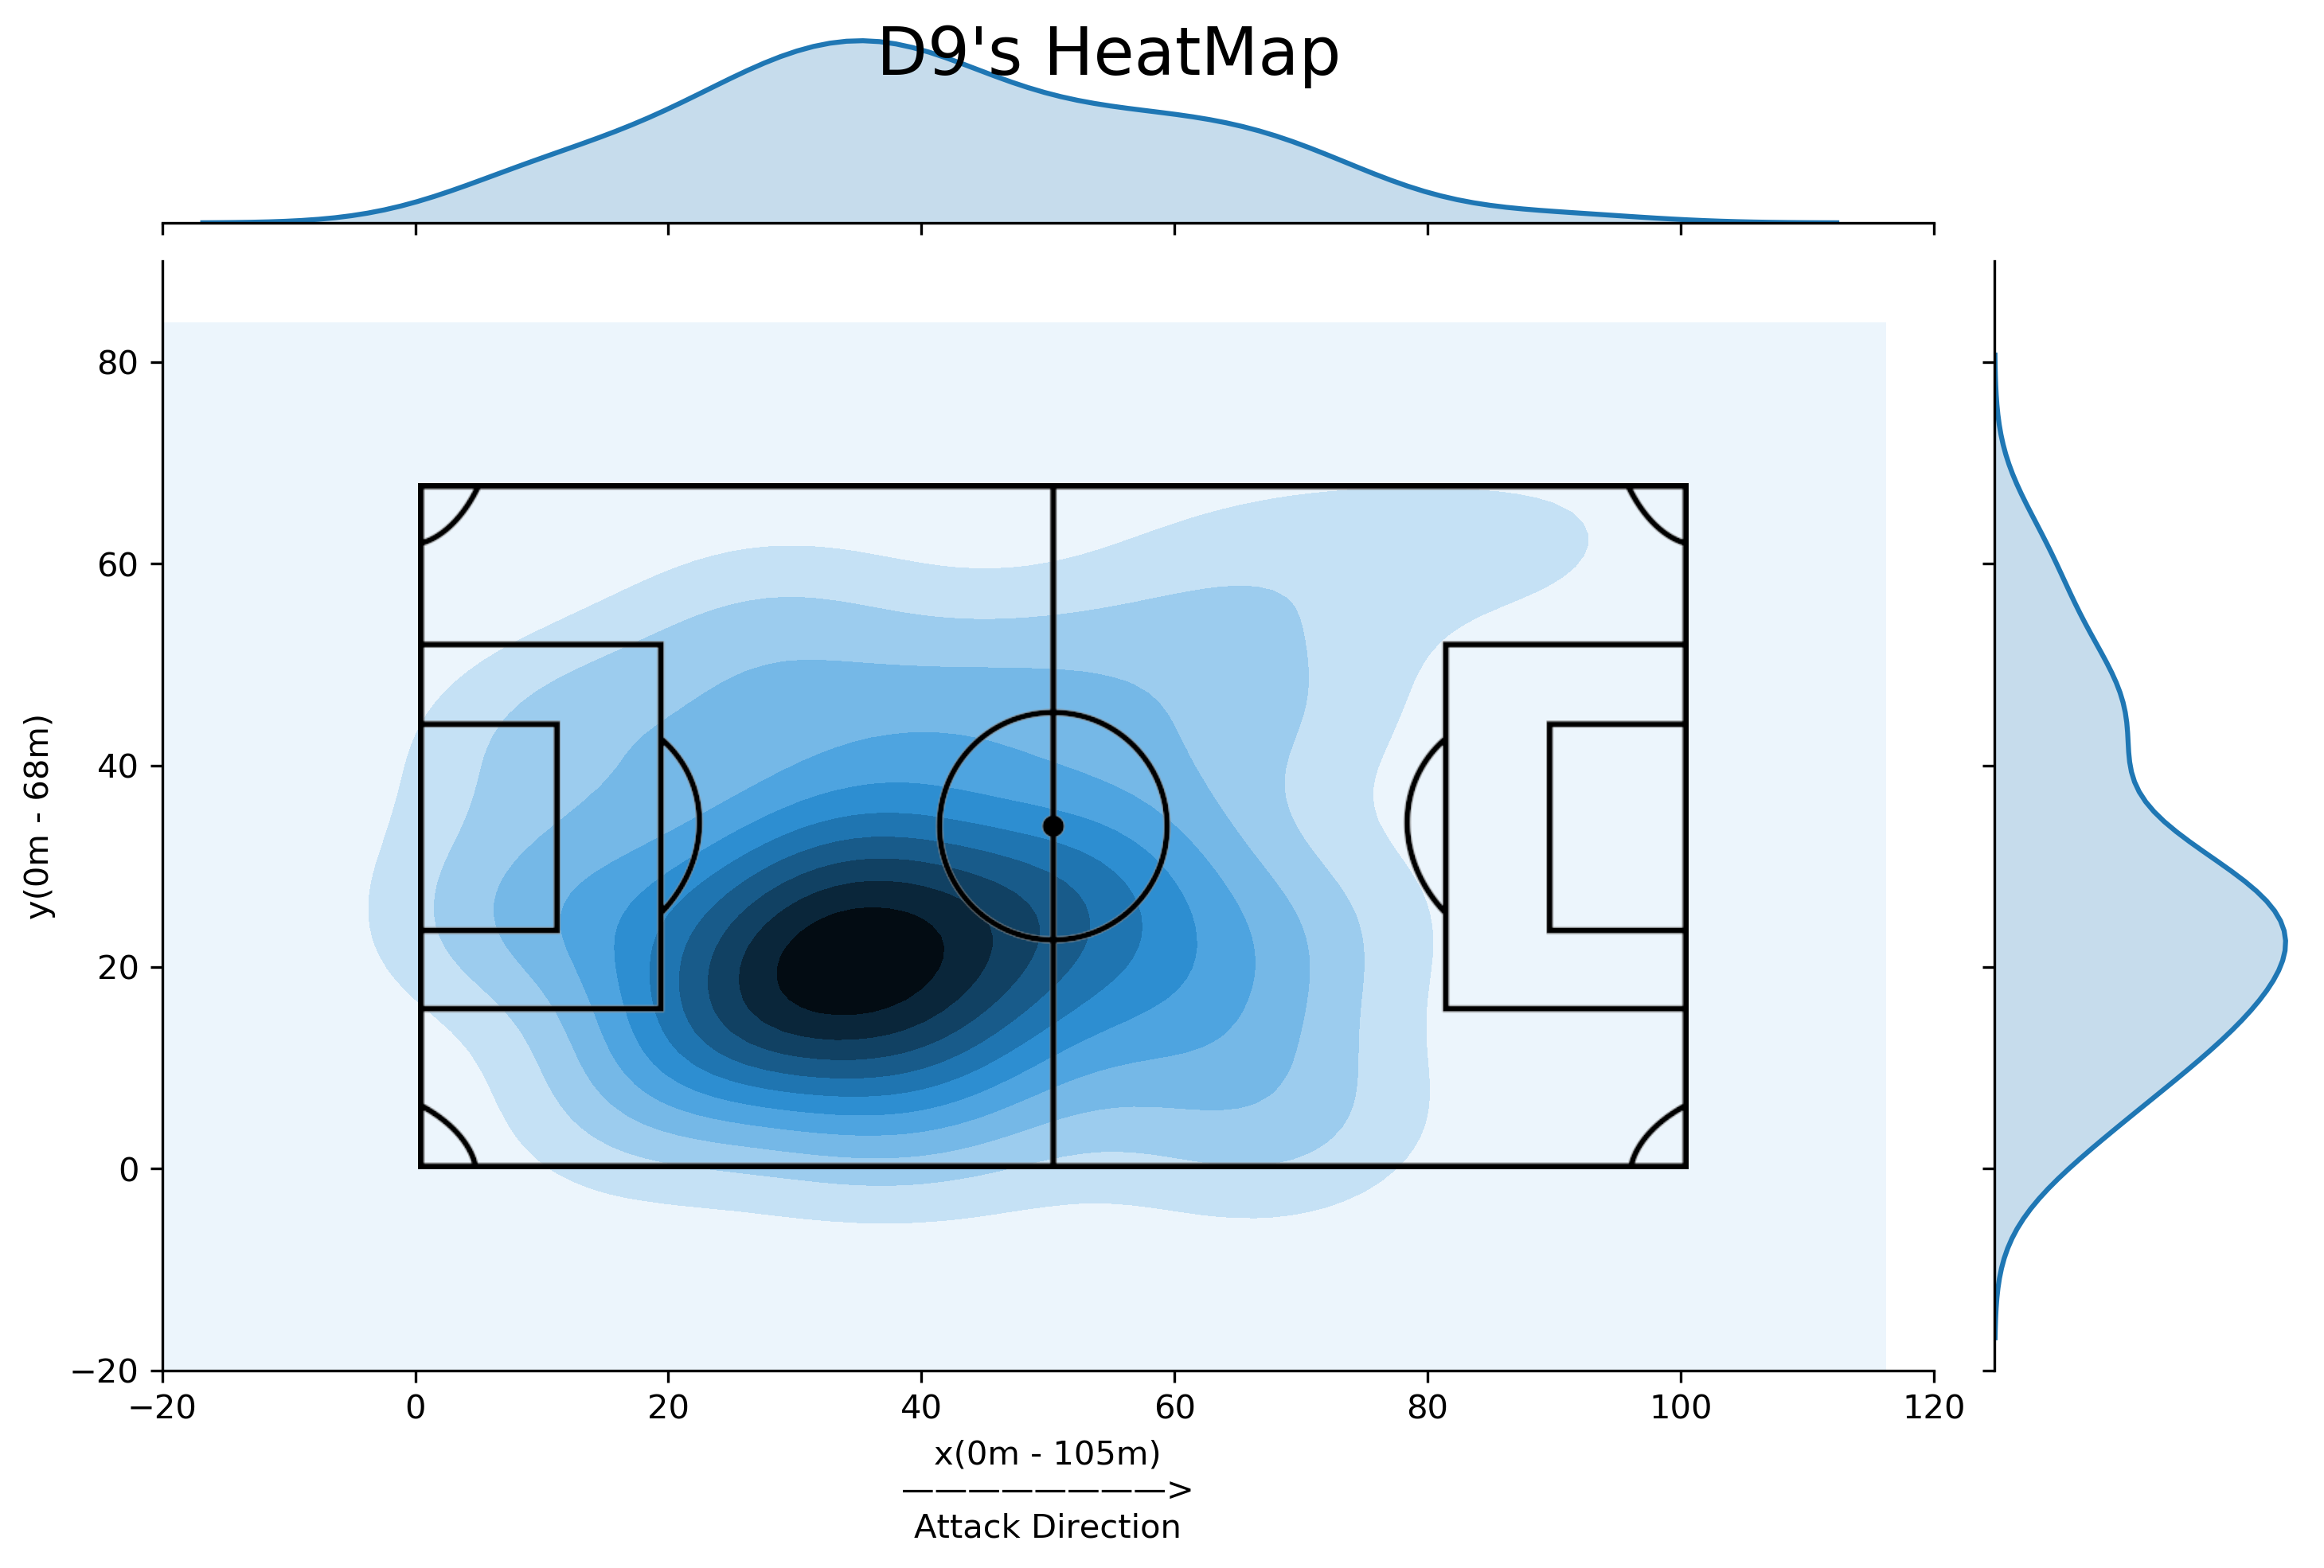 D9's HeatMap
80
60
40
20
0
−20
y(0m - 68m)
−20 0 20 40 60 80 100 120
x(0m - 105m)
————————>
Attack Direction